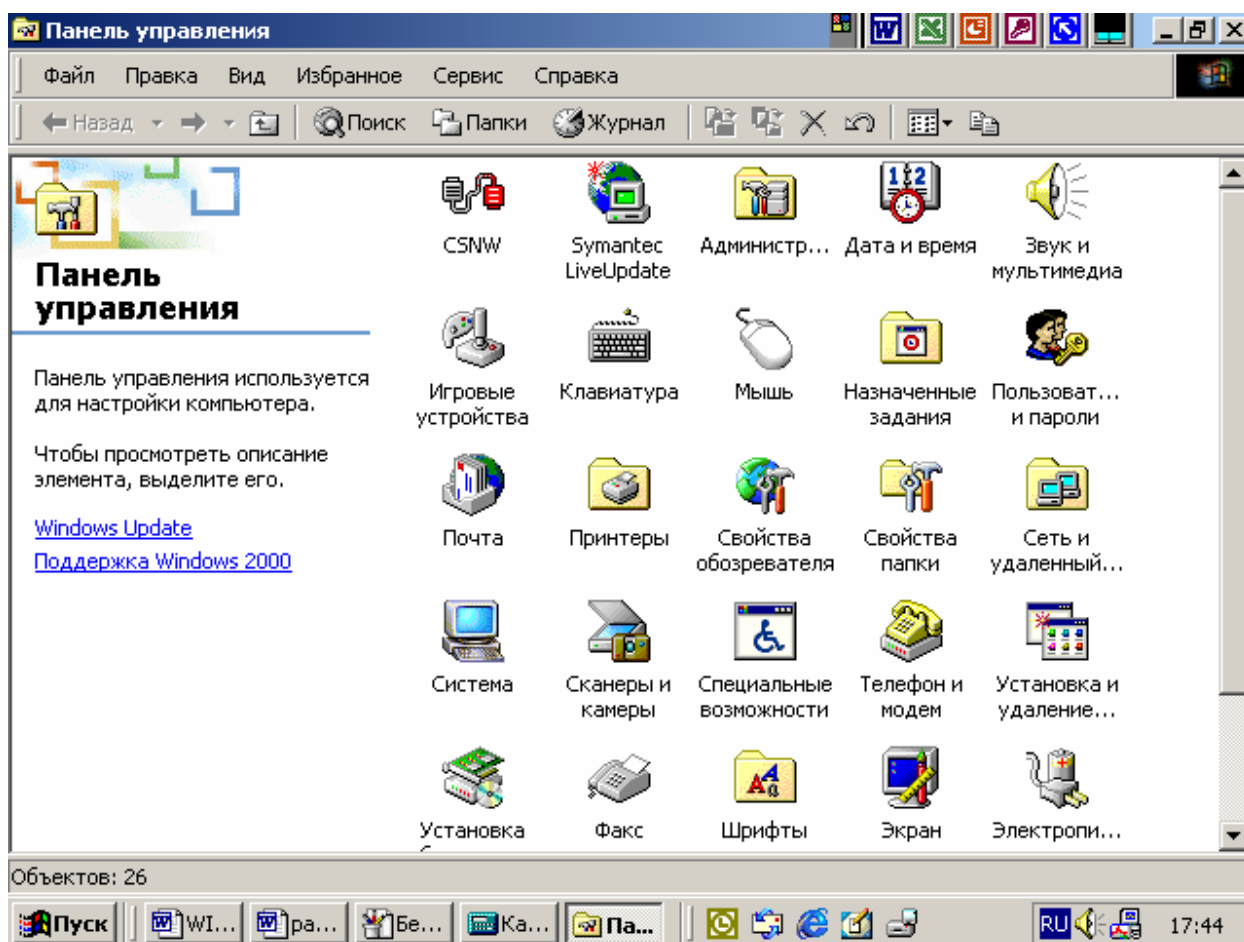 Панель управления
Файл Правка Вид Избранное Сервис Справка
Назад Поиск Папки Журнал
Панель
управления
Панель управления используется
для настройки компьютера.
Чтобы просмотреть описание
элемента, выделите его.
Windows Update
Поддержка Windows 2000
CSNW
Symantec
LiveUpdate
Администр...
Дата и время
Звук и
мультимедиа
Игровые
устройства
Клавиатура
Мышь
Назначенные
задания
Пользоват...
и пароли
Почта
Принтеры
Свойства
обозревателя
Свойства
папки
Сеть и
удаленный...
Система
Сканеры и
камеры
Специальные
возможности
Телефон и
модем
Установка и
удаление...
Установка
Факс
Шрифты
Экран
Электропи...
Объектов: 26
Пуск WI... ра... Бе... Ка... Па... RU 17:44